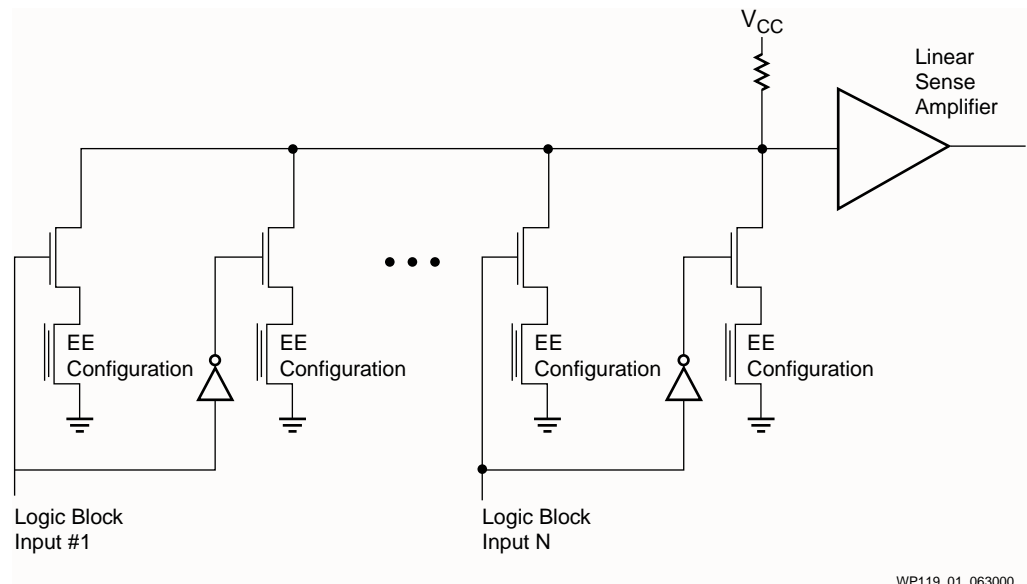 VCC
Linear
Sense
Amplifier
EE
Configuration
EE
Configuration
EE
Configuration
EE
Configuration
Logic Block
Input #1
Logic Block
Input N
WP119_01_063000